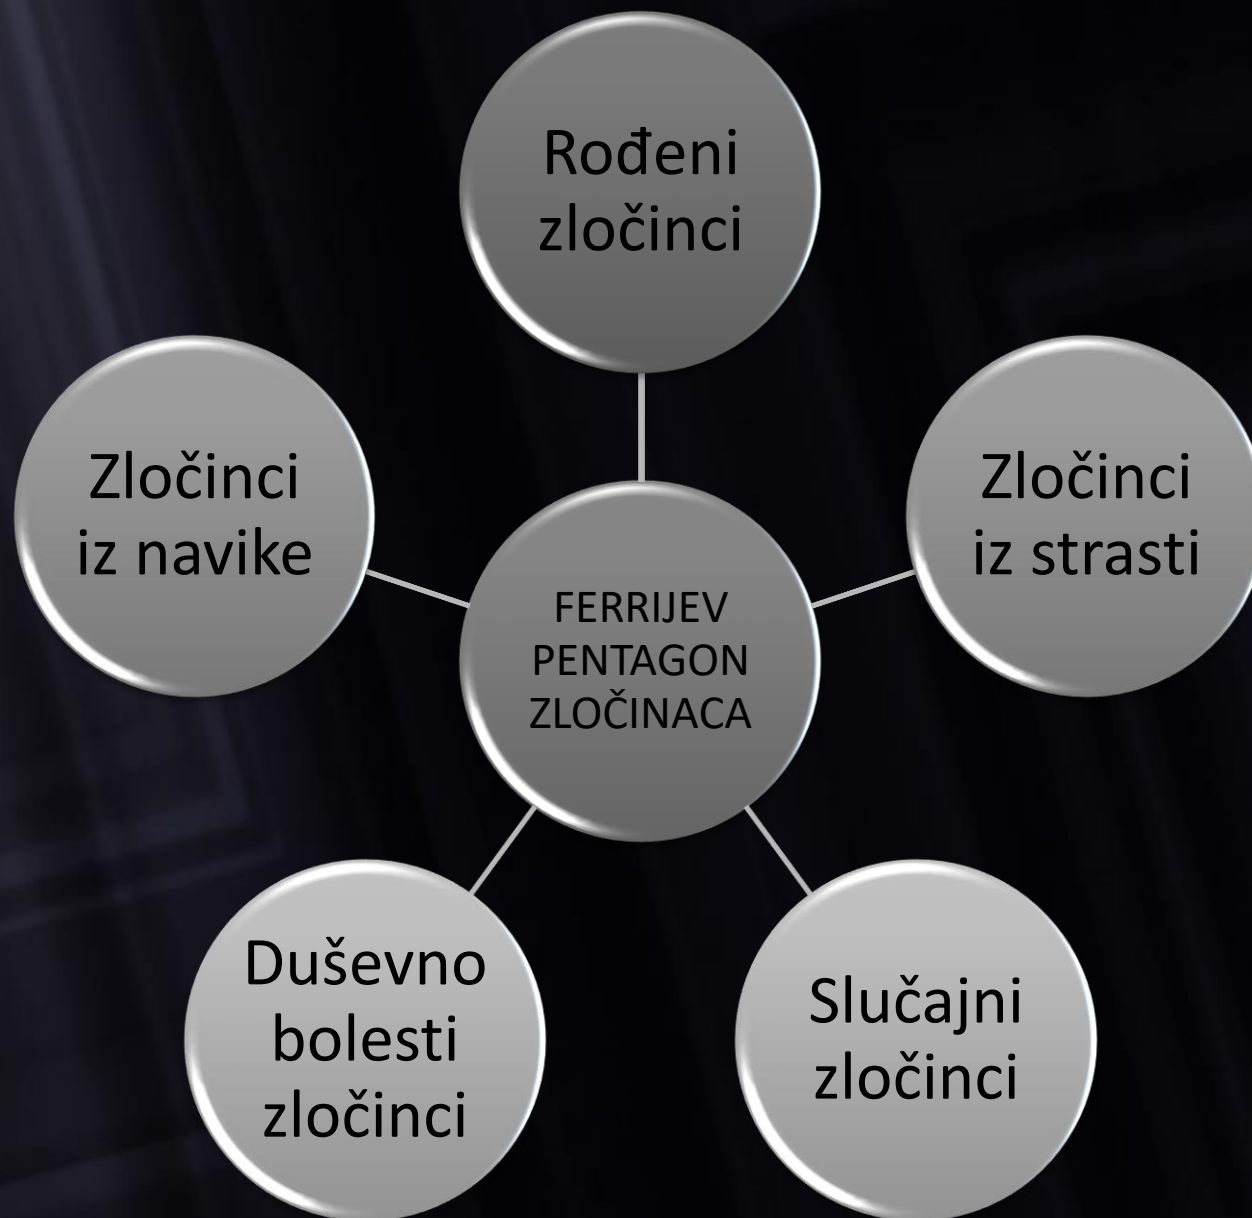 Rođeni
zločinci
Zločinci
iz navike
Zločinci
iz strasti
FERRIJEV
PENTAGON
ZLOČINACA
Duševno
bolesti
zločinci
Slučajni
zločinci